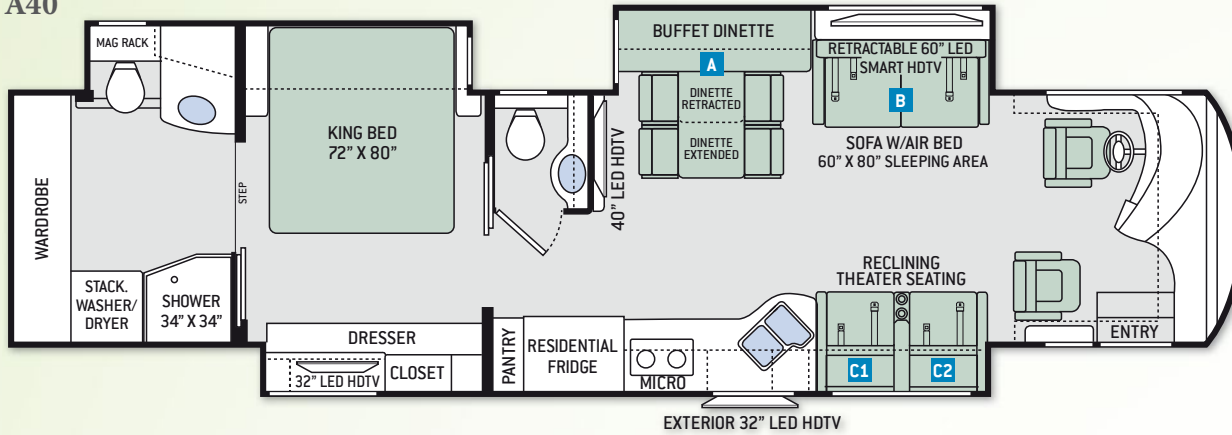 A40
MAG RACK
WARDROBE
STACK.
WASHER/
DRYER
SHOWER
34" X 34"
STEP
KING BED
72" X 80"
DRESSER
32" LED HDTV
CLOSET
PANTRY
RESIDENTIAL
FRIDGE
MICRO
EXTERIOR 32" LED HDTV
40" LED HDTV
BUFFET DINETTE
A
DINETTE
RETRACTED
DINETTE
EXTENDED
RETRACTABLE 60" LED
SMART HDTV
B
SOFA W/AIR BED
60" X 80" SLEEPING AREA
RECLINING
THEATER SEATING
C1
C2
ENTRY